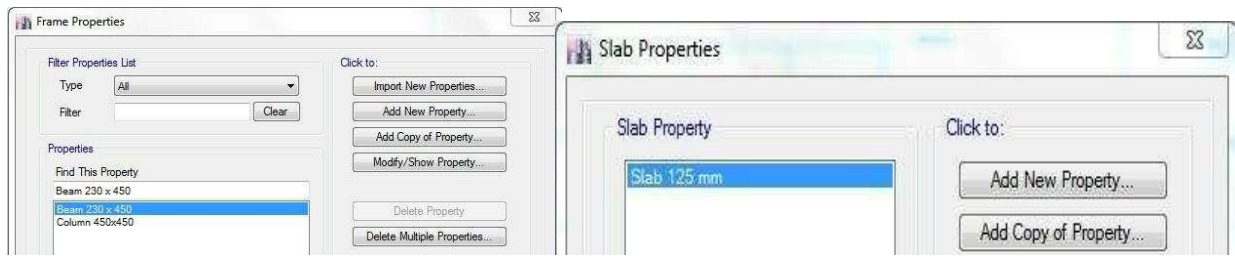 Frame Properties
Filter Properties List
Type All
Filter Clear
Properties
Find This Property
Beam 230 x 450
Beam 230 x 450
Column 450x450
Click to:
Import New Properties...
Add New Property...
Add Copy of Property...
Modify/Show Property...
Delete Property
Delete Multiple Properties...
Slab Properties
Slab Property
Slab 125 mm
Click to:
Add New Property...
Add Copy of Property...